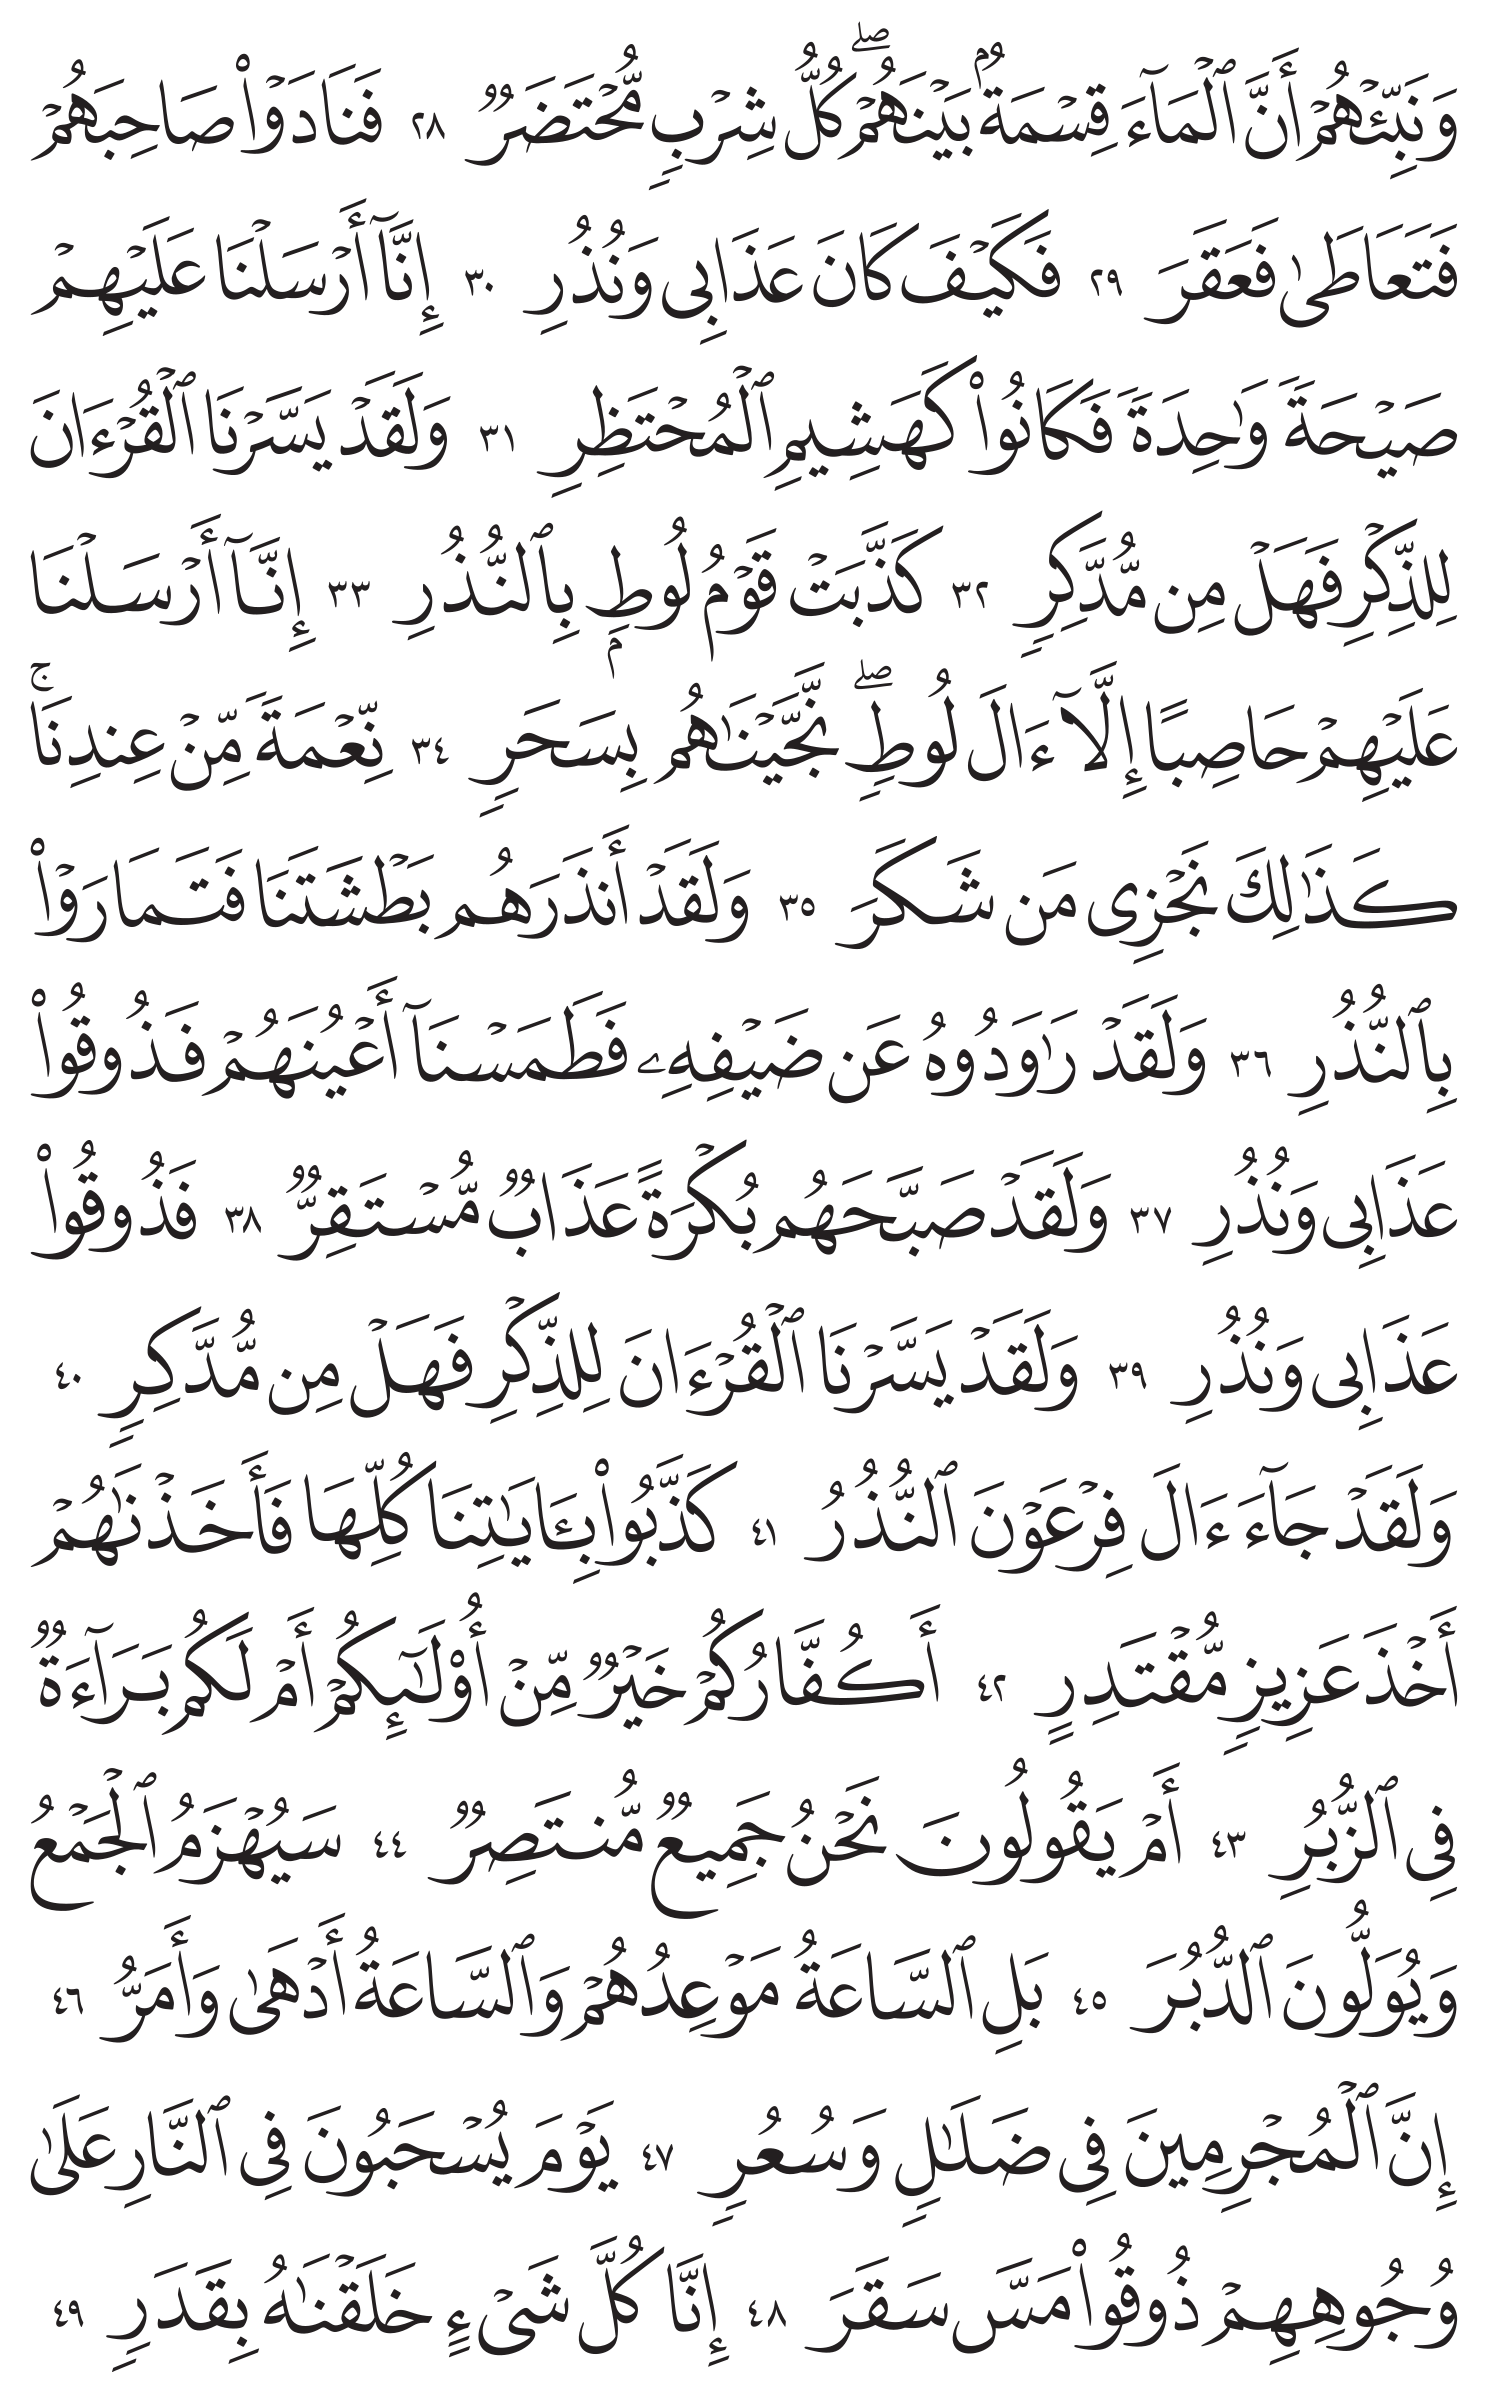 وَنَبِّئۡهُمۡ أَنَّ ٱلۡمَآءَ قِسۡمَةُۢ بَيۡنَهُمۡۖ كُلُّ شِرۡبٖ مُّحۡتَضَرٞ ٢٨ فَنَادَوۡاْ صَاحِبَهُمۡ
فَتَعَاطَىٰ فَعَقَرَ ٢٩ فَكَيۡفَ كَانَ عَذَابِي وَنُذُرِ ٣٠ إِنَّآ أَرۡسَلۡنَا عَلَيۡهِمۡ
صَيۡحَةٗ وَٰحِدَةٗ فَكَانُواْ كَهَشِيمِ ٱلۡمُحۡتَظِرِ ٣١ وَلَقَدۡ يَسَّرۡنَا ٱلۡقُرۡءَانَ
لِلذِّكۡرِ فَهَلۡ مِن مُّدَّكِرٖ ٣٢ كَذَّبَتۡ قَوۡمُ لُوطِۭ بِٱلنُّذُرِ ٣٣ إِنَّآ أَرۡسَلۡنَا
عَلَيۡهِمۡ حَاصِبًا إِلَّآ ءَالَ لُوطٖۖ نَّجَّيۡنَٰهُم بِسَحَرٖ ٣٤ نِّعۡمَةٗ مِّنۡ عِندِنَاۚ
كَذَٰلِكَ نَجۡزِي مَن شَكَرَ ٣٥ وَلَقَدۡ أَنذَرَهُم بَطۡشَتَنَا فَتَمَارَوۡاْ
بِٱلنُّذُرِ ٣٦ وَلَقَدۡ رَٰوَدُوهُ عَن ضَيۡفِهِۦ فَطَمَسۡنَآ أَعۡيُنَهُمۡ فَذُوقُواْ
عَذَابِي وَنُذُرِ ٣٧ وَلَقَدۡ صَبَّحَهُم بُكۡرَةً عَذَابٞ مُّسۡتَقِرّٞ ٣٨ فَذُوقُواْ
عَذَابِي وَنُذُرِ ٣٩ وَلَقَدۡ يَسَّرۡنَا ٱلۡقُرۡءَانَ لِلذِّكۡرِ فَهَلۡ مِن مُّدَّكِرٖ ٤٠
وَلَقَدۡ جَآءَ ءَالَ فِرۡعَوۡنَ ٱلنُّذُرُ ٤١ كَذَّبُواْ بِـَٔايَٰتِنَا كُلِّهَا فَأَخَذۡنَٰهُمۡ
أَخۡذَ عَزِيزٖ مُّقۡتَدِرٍ ٤٢ أَكُفَّارُكُمۡ خَيۡرٞ مِّنۡ أُوْلَٰٓئِكُمۡ أَمۡ لَكُم بَرَآءَةٞ
فِي ٱلزُّبُرِ ٤٣ أَمۡ يَقُولُونَ نَحۡنُ جَمِيعٞ مُّنتَصِرٞ ٤٤ سَيُهۡزَمُ ٱلۡجَمۡعُ
وَيُوَلُّونَ ٱلدُّبُرَ ٤٥ بَلِ ٱلسَّاعَةُ مَوۡعِدُهُمۡ وَٱلسَّاعَةُ أَدۡهَىٰ وَأَمَرُّ ٤٦
إِنَّ ٱلۡمُجۡرِمِينَ فِي ضَلَٰلٖ وَسُعُرٖ ٤٧ يَوۡمَ يُسۡحَبُونَ فِي ٱلنَّارِ عَلَىٰ
وُجُوهِهِمۡ ذُوقُواْ مَسَّ سَقَرَ ٤٨ إِنَّا كُلَّ شَيۡءٍ خَلَقۡنَٰهُ بِقَدَرٖ ٤٩